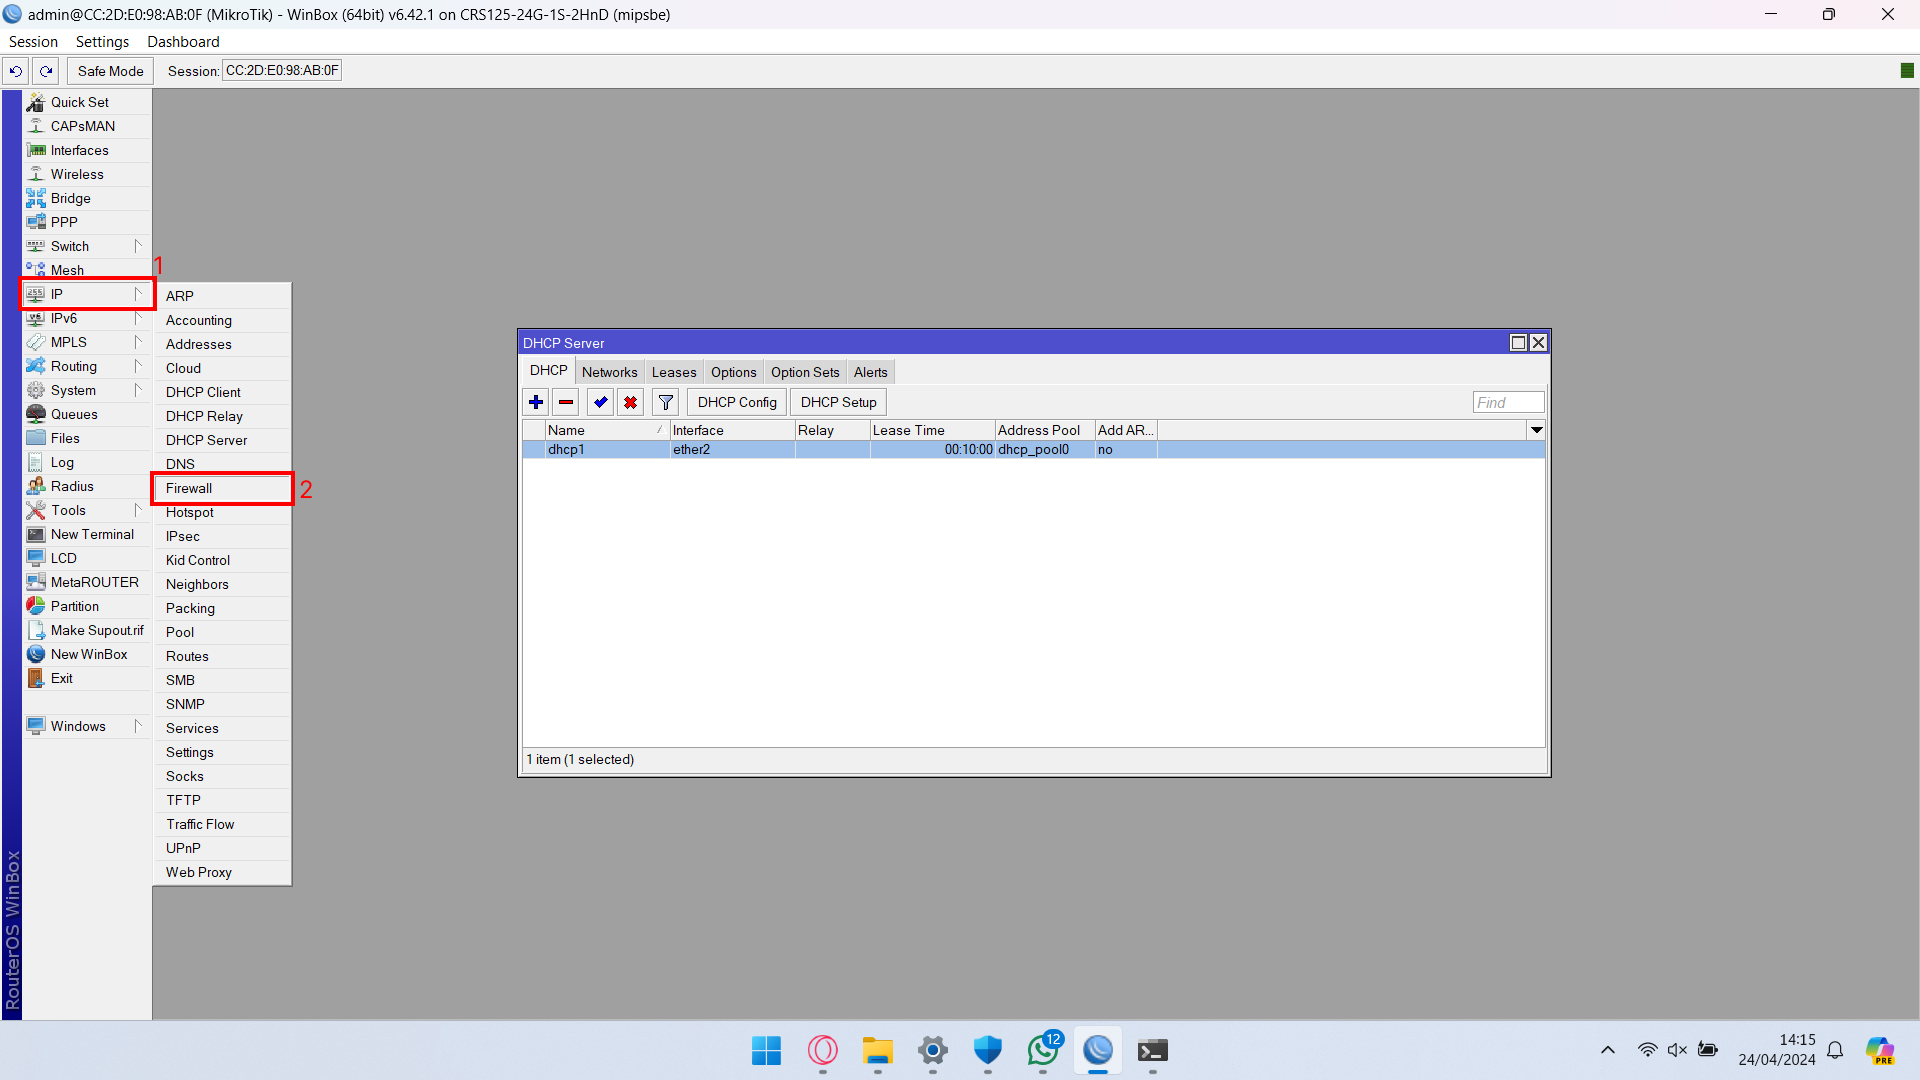 admin@CC:2D:E0:98:AB:0F (MikroTik) - WinBox (64bit) v6.42.1 on CRS125-24G-1S-2HnD (mipsbe)
Session Settings Dashboard
Safe Mode Session: CC:2D:E0:98:AB:0F
Quick Set
CAPsMAN
Interfaces
Wireless
Bridge
PPP
Switch
Mesh
1
IP
IPv6
MPLS
Routing
System
Queues
Files
Log
Radius
Tools
New Terminal
LCD
MetaROUTER
Partition
Make Supout.rif
New WinBox
Exit
Windows
RouterOS WinBox
ARP
Accounting
Addresses
Cloud
DHCP Client
DHCP Relay
DHCP Server
DNS
Firewall
2
Hotspot
IPsec
Kid Control
Neighbors
Packing
Pool
Routes
SMB
SNMP
Services
Settings
Socks
TFTP
Traffic Flow
UPnP
Web Proxy
DHCP Server
DHCP Networks Leases Options Option Sets Alerts
DHCP Config DHCP Setup Find
Name Interface Relay Lease Time Address Pool Add AR...
dhcp1 ether2 00:10:00 dhcp_pool0 no
1 item (1 selected)
12
14:15
24/04/2024
PRE